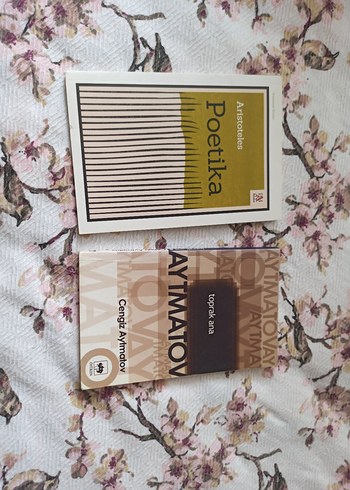 Aristoteles
Poetika
AYTMATOV
toprak ana
Cengiz Aytmatov